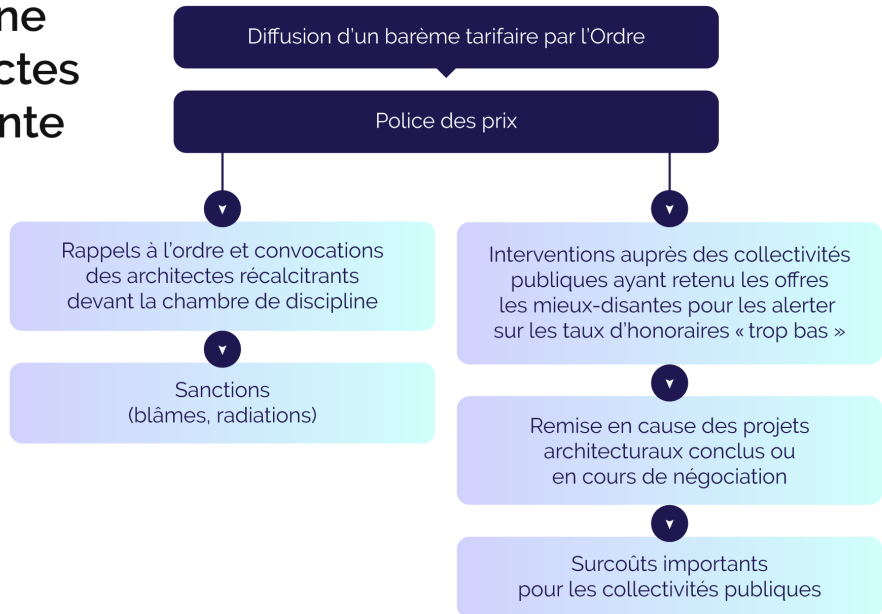 Diffusion d’un barème tarifaire par l’Ordre
Police des prix
Rappels à l’ordre et convocations
des architectes récalcitrants
devant la chambre de discipline
Sanctions
(blâmes, radiations)
Interventions auprès des collectivités
publiques ayant retenu les offres
les mieux-disantes pour les alerter
sur les taux d’honoraires « trop bas »
Remise en cause des projets
architecturaux conclus ou
en cours de négociation
Surcoûts importants
pour les collectivités publiques